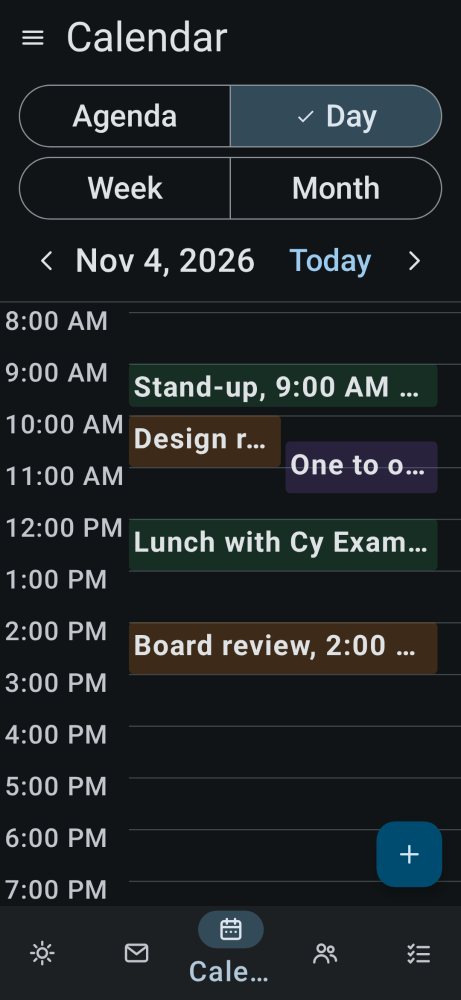 Calendar
Agenda
Day
Week
Month
Nov 4, 2026
Today
8:00 AM
9:00 AM
Stand-up, 9:00 AM …
10:00 AM
Design r…
One to o…
11:00 AM
12:00 PM
Lunch with Cy Exam…
1:00 PM
2:00 PM
Board review, 2:00 …
3:00 PM
4:00 PM
5:00 PM
6:00 PM
7:00 PM
Cale…